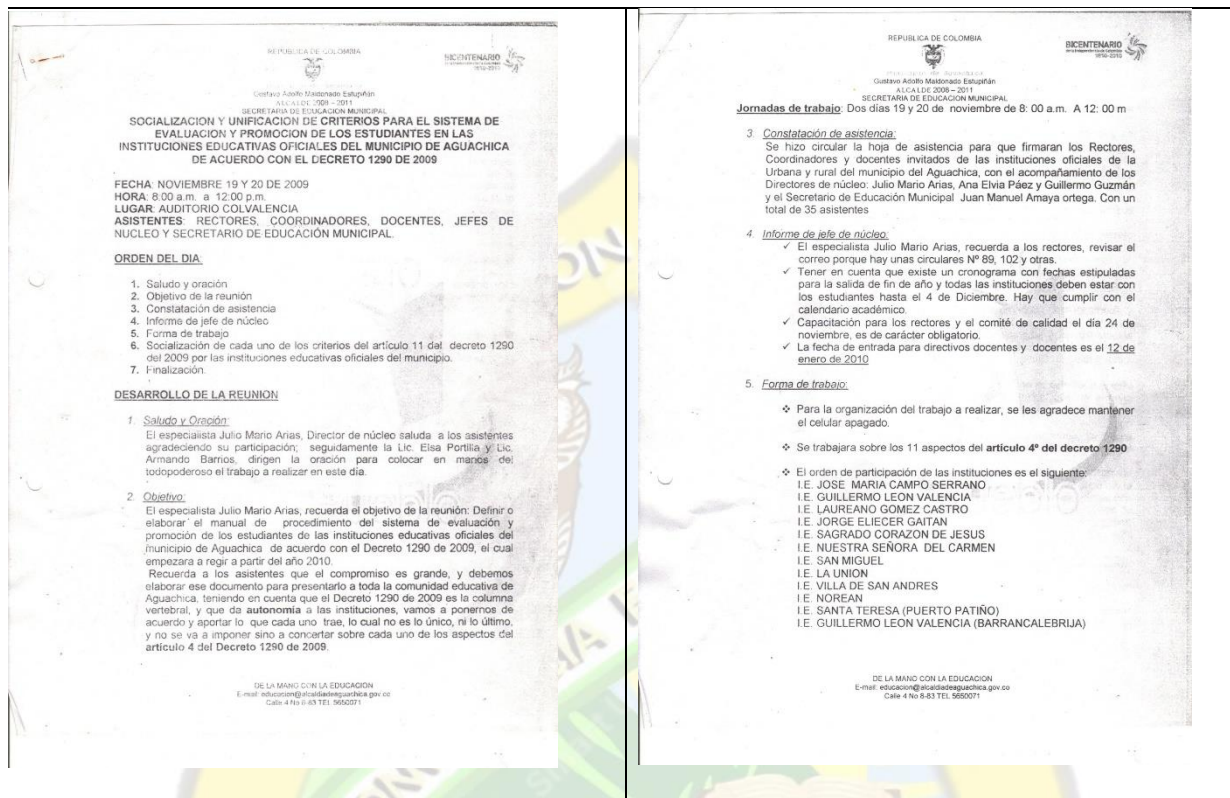 REPUBLICA DE COLOMBIA
BICENTENARIO
Gustavo Adolfo Maldonado Estupiñán
ALCALDE 2008 – 2011
SECRETARIA DE EDUCACION MUNICIPAL
SOCIALIZACION Y UNIFICACION DE CRITERIOS PARA EL SISTEMA DE
EVALUACION Y PROMOCION DE LOS ESTUDIANTES EN LAS
INSTITUCIONES EDUCATIVAS OFICIALES DEL MUNICIPIO DE AGUACHICA
DE ACUERDO CON EL DECRETO 1290 DE 2009
FECHA: NOVIEMBRE 19 Y 20 DE 2009
HORA: 8:00 a.m. a 12:00 p.m.
LUGAR: AUDITORIO COLVALENCIA
ASISTENTES: RECTORES, COORDINADORES, DOCENTES, JEFES DE
NUCLEO Y SECRETARIO DE EDUCACIÓN MUNICIPAL.
ORDEN DEL DIA:
1. Saludo y oración
2. Objetivo de la reunión
3. Constatación de asistencia
4. Informe de jefe de núcleo
5. Forma de trabajo
6. Socialización de cada uno de los criterios del artículo 11 del decreto 1290
del 2009 por las instituciones educativas oficiales del municipio.
7. Finalización.
DESARROLLO DE LA REUNION
1. Saludo y Oración:
El especialista Julio Mario Arias, Director de núcleo saluda a los asistentes
agradeciendo su participación; seguidamente la Lic. Elsa Portilla y Lic.
Armando Barrios, dirigen la oración para colocar en manos del
todopoderoso el trabajo a realizar en este día.
2. Objetivo:
El especialista Julio Mario Arias, recuerda el objetivo de la reunión: Definir o
elaborar el manual de procedimiento del sistema de evaluación y
promoción de los estudiantes de las instituciones educativas oficiales del
municipio de Aguachica de acuerdo con el Decreto 1290 de 2009, el cual
empezara a regir a partir del año 2010.
Recuerda a los asistentes que el compromiso es grande, y debemos
elaborar ese documento para presentarlo a toda la comunidad educativa de
Aguachica, teniendo en cuenta que el Decreto 1290 de 2009 es la columna
vertebral, y que da autonomía a las instituciones, vamos a ponernos de
acuerdo y aportar lo que cada uno trae, lo cual no es lo único, ni lo último,
y no se va a imponer sino a concertar sobre cada uno de los aspectos del
artículo 4 del Decreto 1290 de 2009.
DE LA MANO CON LA EDUCACION
E-mail: educacion@alcaldiadeaguachica.gov.co
Calle 4 No 8-83 TEL 5650071
REPUBLICA DE COLOMBIA
BICENTENARIO
Gustavo Adolfo Maldonado Estupiñán
ALCALDE 2008 – 2011
SECRETARIA DE EDUCACION MUNICIPAL
Jornadas de trabajo: Dos días 19 y 20 de noviembre de 8: 00 a.m. A 12: 00 m
3. Constatación de asistencia:
Se hizo circular la hoja de asistencia para que firmaran los Rectores,
Coordinadores y docentes invitados de las instituciones oficiales de la
Urbana y rural del municipio del Aguachica, con el acompañamiento de los
Directores de núcleo: Julio Mario Arias, Ana Elvia Páez y Guillermo Guzmán
y el Secretario de Educación Municipal Juan Manuel Amaya ortega. Con un
total de 35 asistentes
4. Informe de jefe de núcleo:
✓ El especialista Julio Mario Arias, recuerda a los rectores, revisar el
correo porque hay unas circulares Nº 89, 102 y otras.
✓ Tener en cuenta que existe un cronograma con fechas estipuladas
para la salida de fin de año y todas las instituciones deben estar con
los estudiantes hasta el 4 de Diciembre. Hay que cumplir con el
calendario académico.
✓ Capacitación para los rectores y el comité de calidad el día 24 de
noviembre, es de carácter obligatorio.
✓ La fecha de entrada para directivos docentes y docentes es el 12 de
enero de 2010
5. Forma de trabajo:
❖ Para la organización del trabajo a realizar, se les agradece mantener
el celular apagado.
❖ Se trabajara sobre los 11 aspectos del artículo 4º del decreto 1290
❖ El orden de participación de las instituciones es el siguiente:
I.E. JOSE MARIA CAMPO SERRANO
I.E. GUILLERMO LEON VALENCIA
I.E. LAUREANO GOMEZ CASTRO
I.E. JORGE ELIECER GAITAN
I.E. SAGRADO CORAZON DE JESUS
I.E. NUESTRA SEÑORA DEL CARMEN
I.E. SAN MIGUEL
I.E. LA UNION
I.E. VILLA DE SAN ANDRES
I.E. NOREAN
I.E. SANTA TERESA (PUERTO PATIÑO)
I.E. GUILLERMO LEON VALENCIA (BARRANCALEBRIJA)
DE LA MANO CON LA EDUCACION
E-mail: educacion@alcaldiadeaguachica.gov.co
Calle 4 No 8-83 TEL 5650071